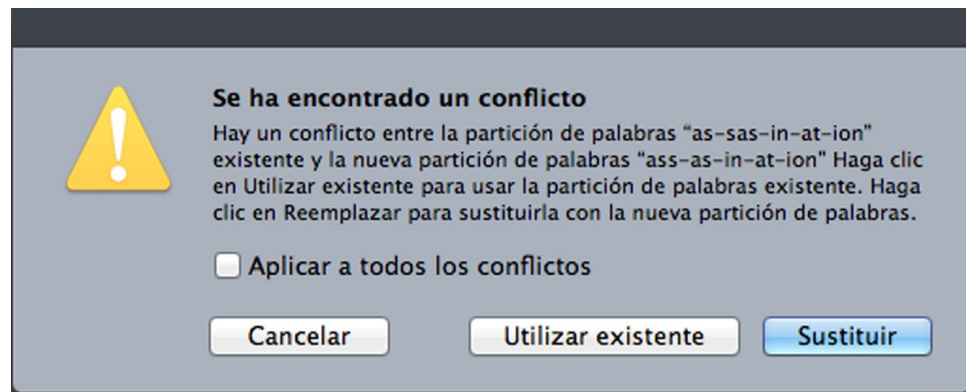 Se ha encontrado un conflicto
Hay un conflicto entre la partición de palabras “as-sas-in-at-ion”
existente y la nueva partición de palabras “ass-as-in-at-ion” Haga clic
en Utilizar existente para usar la partición de palabras existente. Haga
clic en Reemplazar para sustituirla con la nueva partición de palabras.
Aplicar a todos los conflictos
Cancelar
Utilizar existente
Sustituir